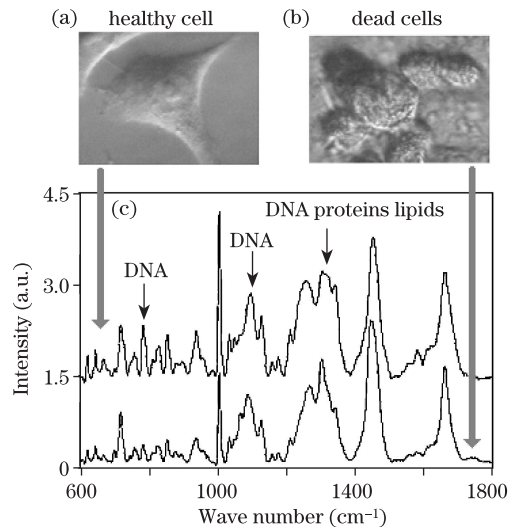 (a) healthy cell
(b) dead cells
(c)
DNA proteins lipids
DNA
DNA
4.5
3.0
1.5
0
Intensity (a.u.)
600
1000
1400
1800
Wave number (cm⁻¹)